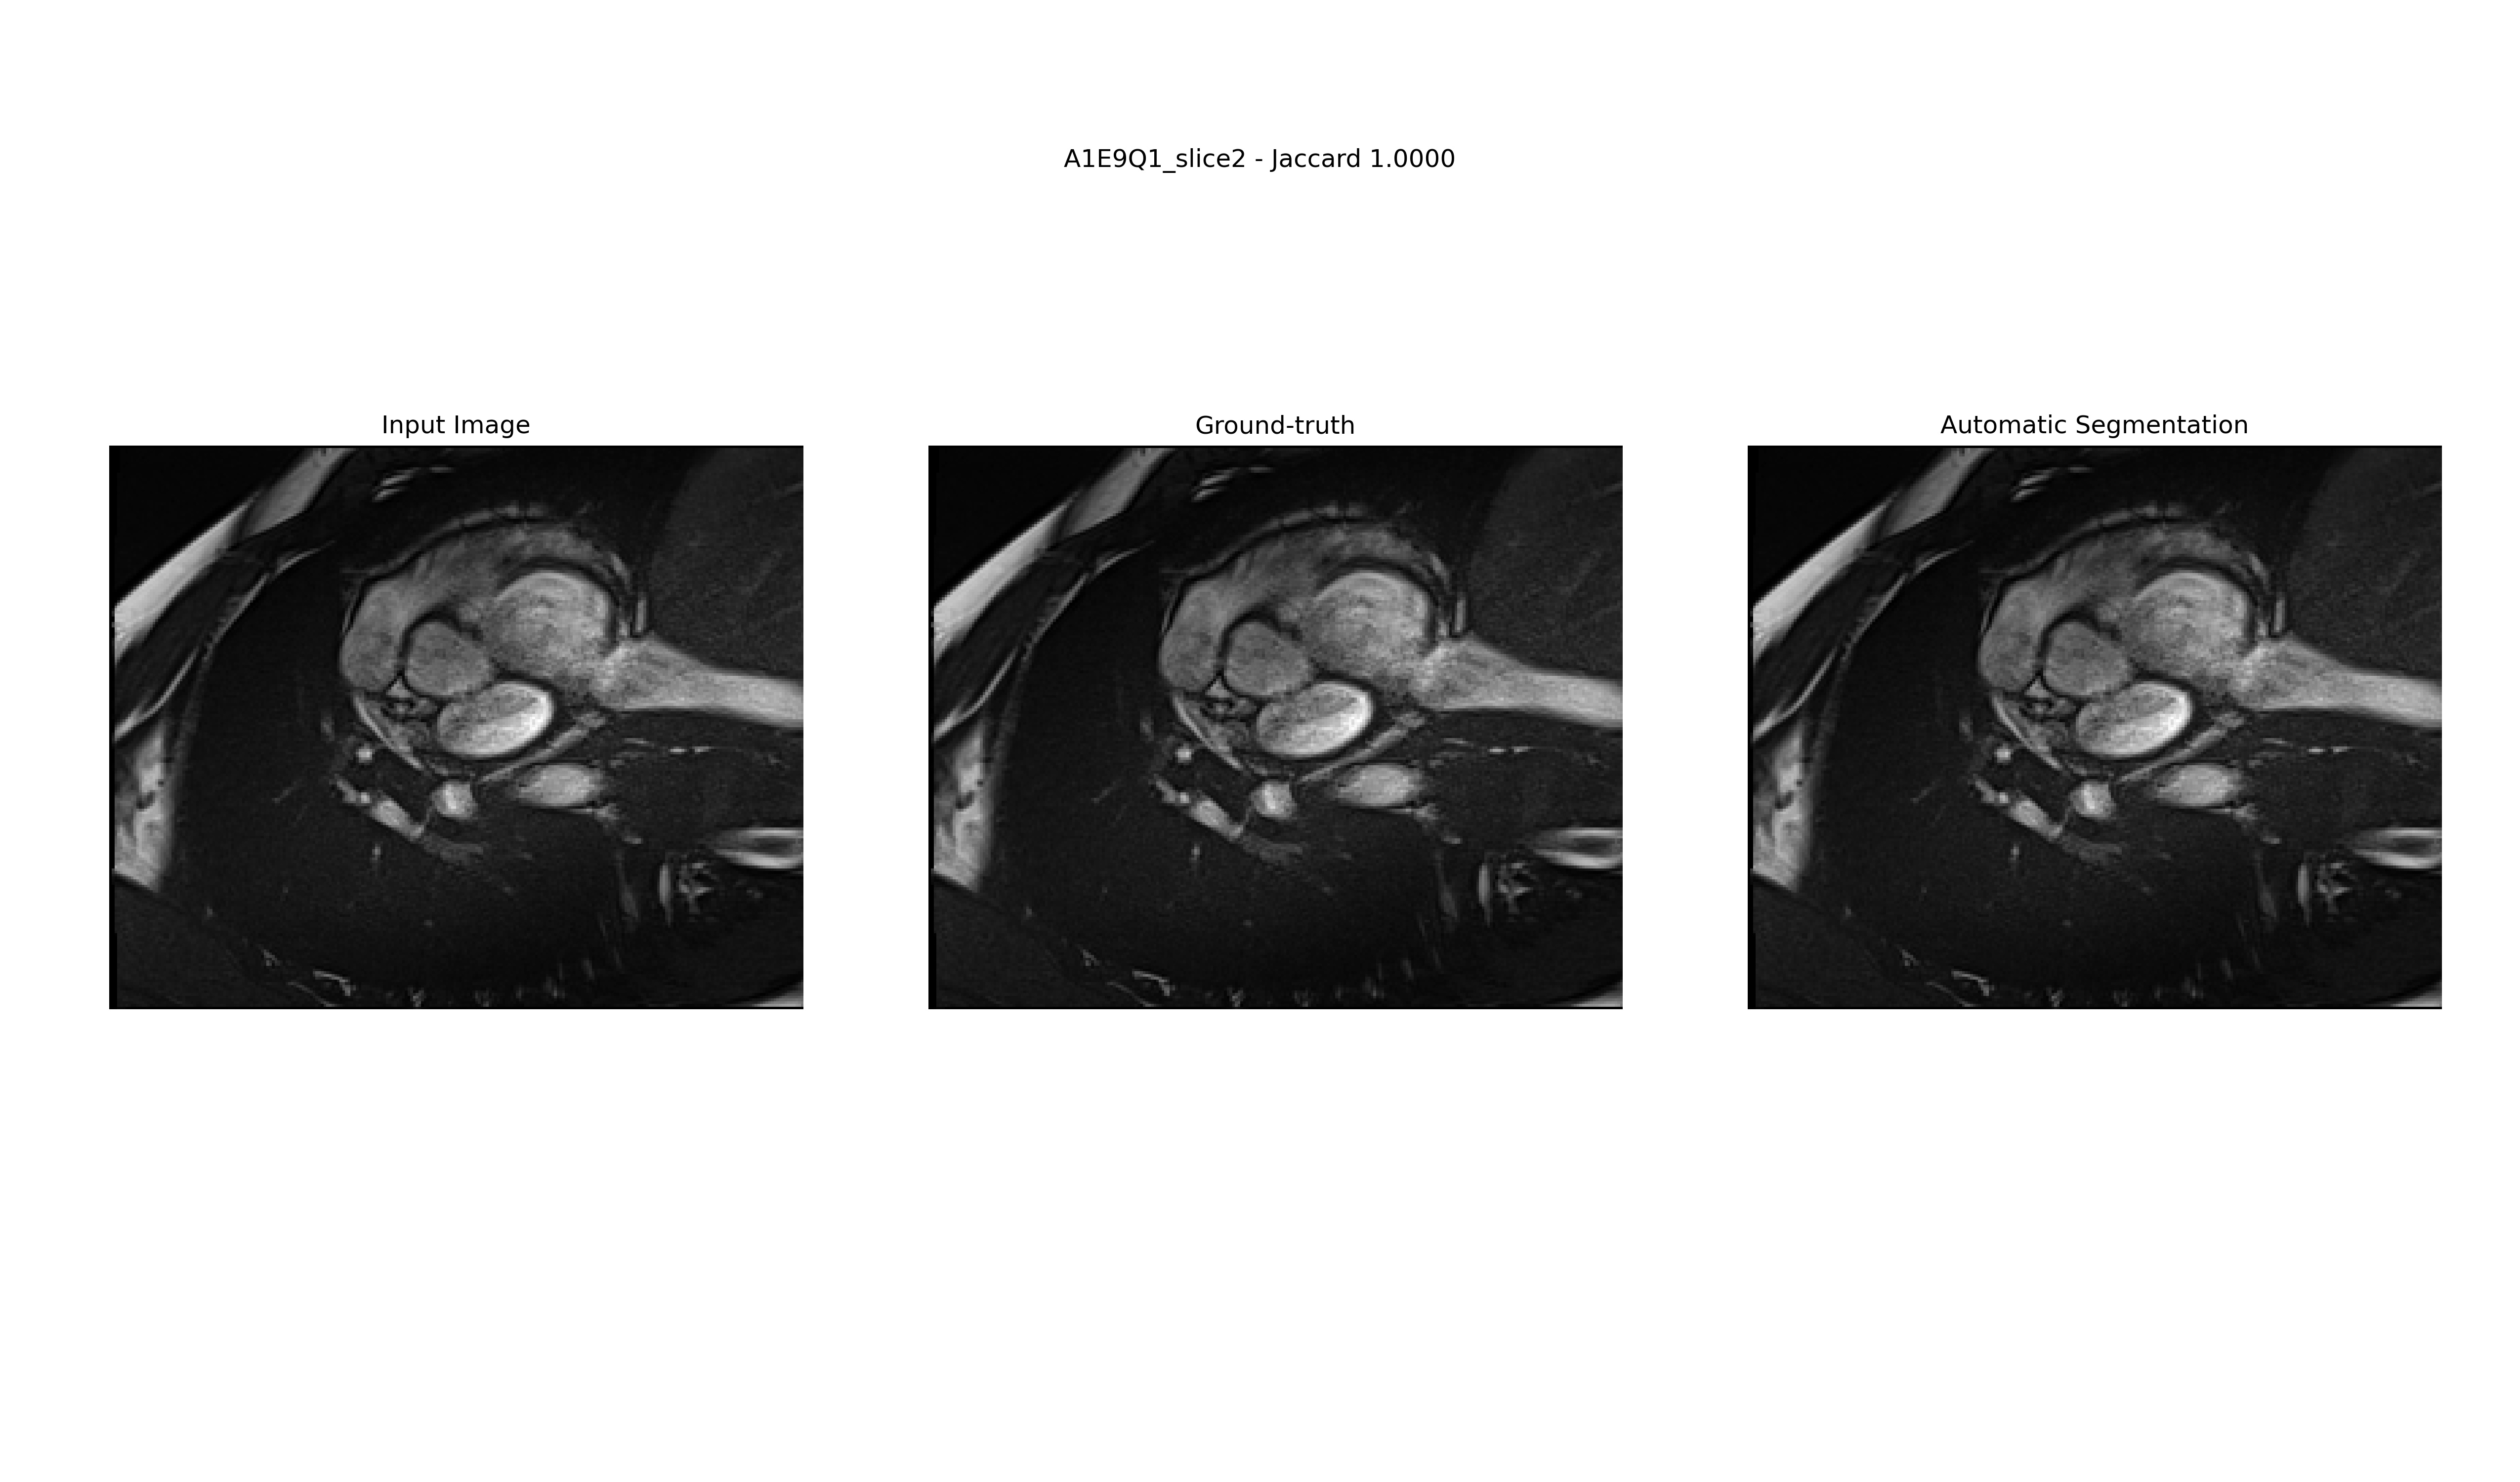 A1E9Q1_slice2 - Jaccard 1.0000
Input Image
Ground-truth
Automatic Segmentation